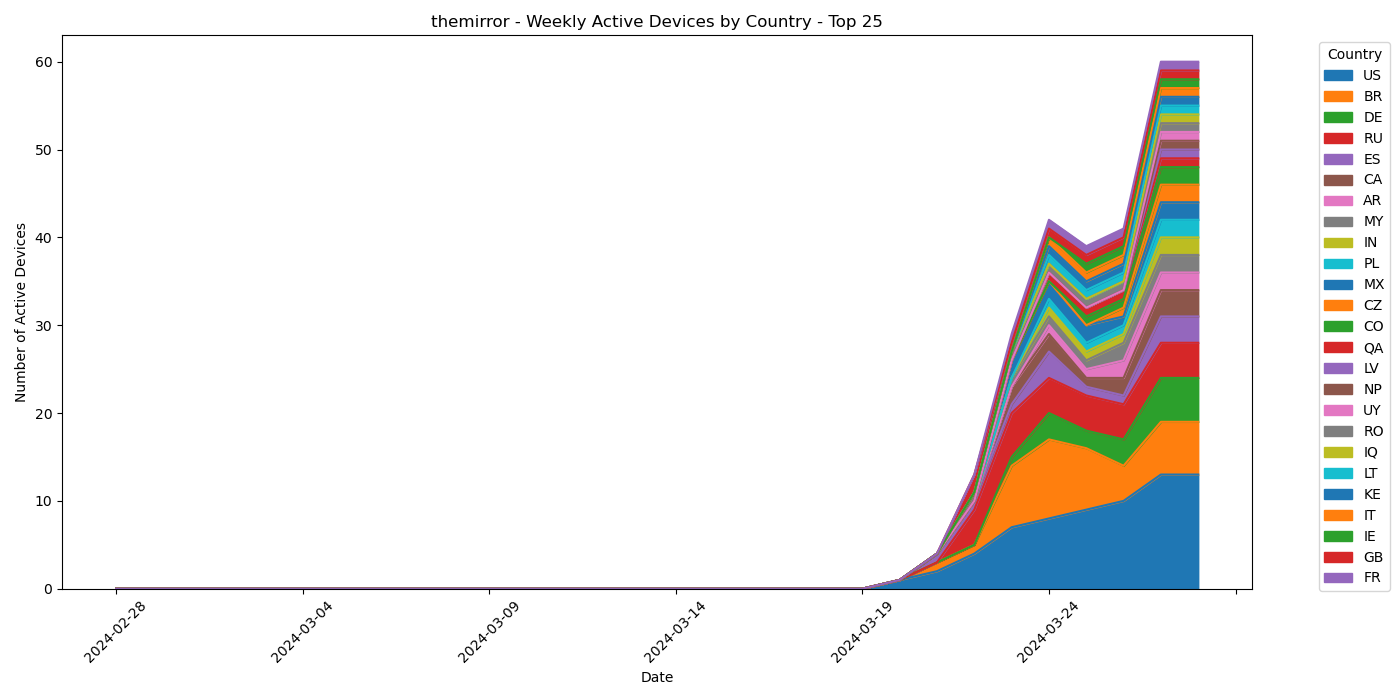 themirror - Weekly Active Devices by Country - Top 25
Number of Active Devices
60
50
40
30
20
10
0
2024-02-28
2024-03-04
2024-03-09
2024-03-14
2024-03-19
2024-03-24
Date
Country
US
BR
DE
RU
ES
CA
AR
MY
IN
PL
MX
CZ
CO
QA
LV
NP
UY
RO
IQ
LT
KE
IT
IE
GB
FR